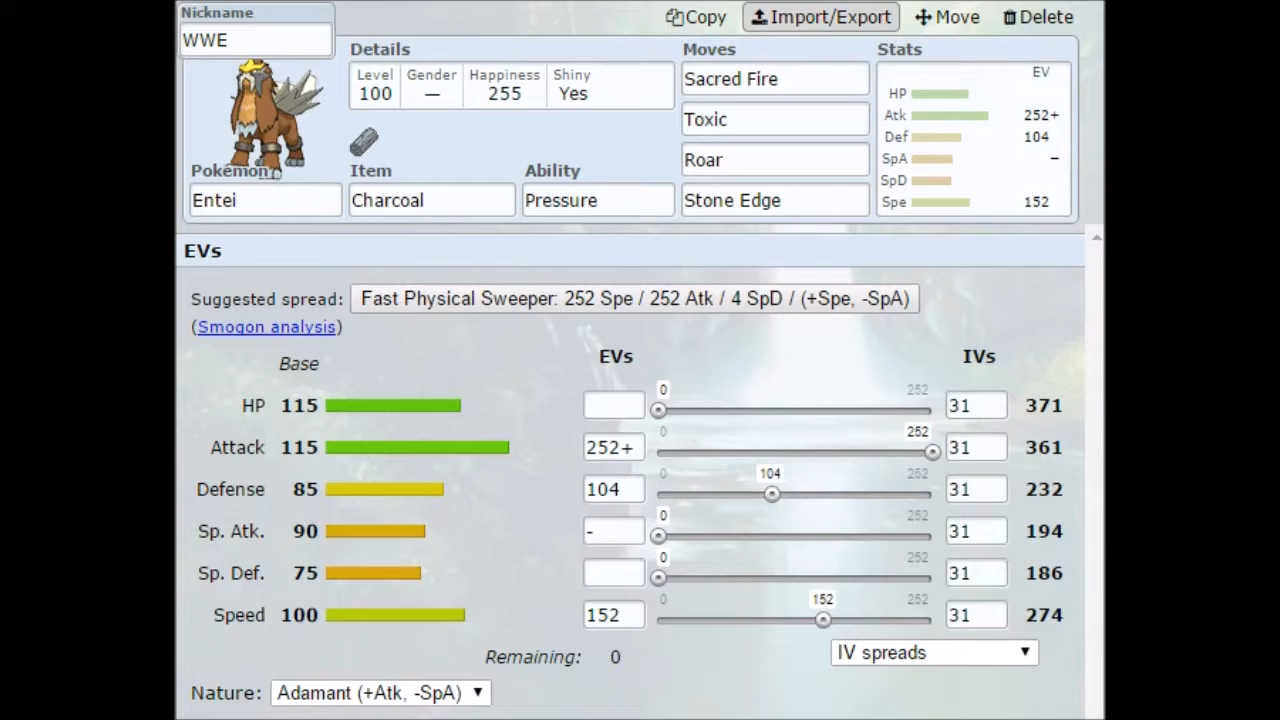 Nickname
WWE
Copy Import/Export Move Delete
Details
Moves
Stats
Level Gender Happiness Shiny
100 — 255 Yes
Sacred Fire
Toxic
Roar
Stone Edge
EV
HP
Atk 252+
Def 104
SpA –
SpD
Spe 152
Pokémon Item Ability
Entei Charcoal Pressure
EVs
Suggested spread: Fast Physical Sweeper: 252 Spe / 252 Atk / 4 SpD / (+Spe, -SpA)
(Smogon analysis)
Base EVs IVs
0 252
HP 115 31 371
0 252
Attack 115 252+ 31 361
0 104 252
Defense 85 104 31 232
0 252
Sp. Atk. 90 - 31 194
0 252
Sp. Def. 75 31 186
0 152 252
Speed 100 152 31 274
Remaining: 0 IV spreads
Nature: Adamant (+Atk, -SpA)